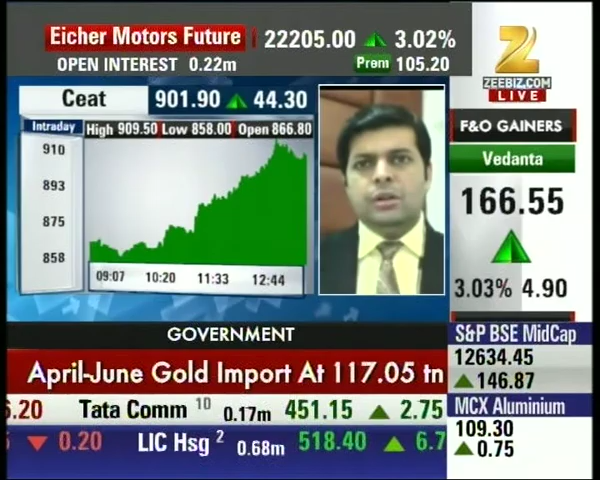 Eicher Motors Future 22205.00 3.02%
OPEN INTEREST 0.22m Prem 105.20
ZEEBIZ.COM
LIVE
Ceat 901.90 44.30
Intraday High 909.50 Low 858.00 Open 866.80
910
893
875
858
09:07 10:20 11:33 12:44
F&O GAINERS
Vedanta
166.55
3.03% 4.90
GOVERNMENT
April-June Gold Import At 117.05 tn
S&P BSE MidCap
12634.45
146.87
MCX Aluminium
109.30
0.75
6.20 Tata Comm 10 0.17m 451.15 2.75
0.20 LIC Hsg 2 0.68m 518.40 6.7